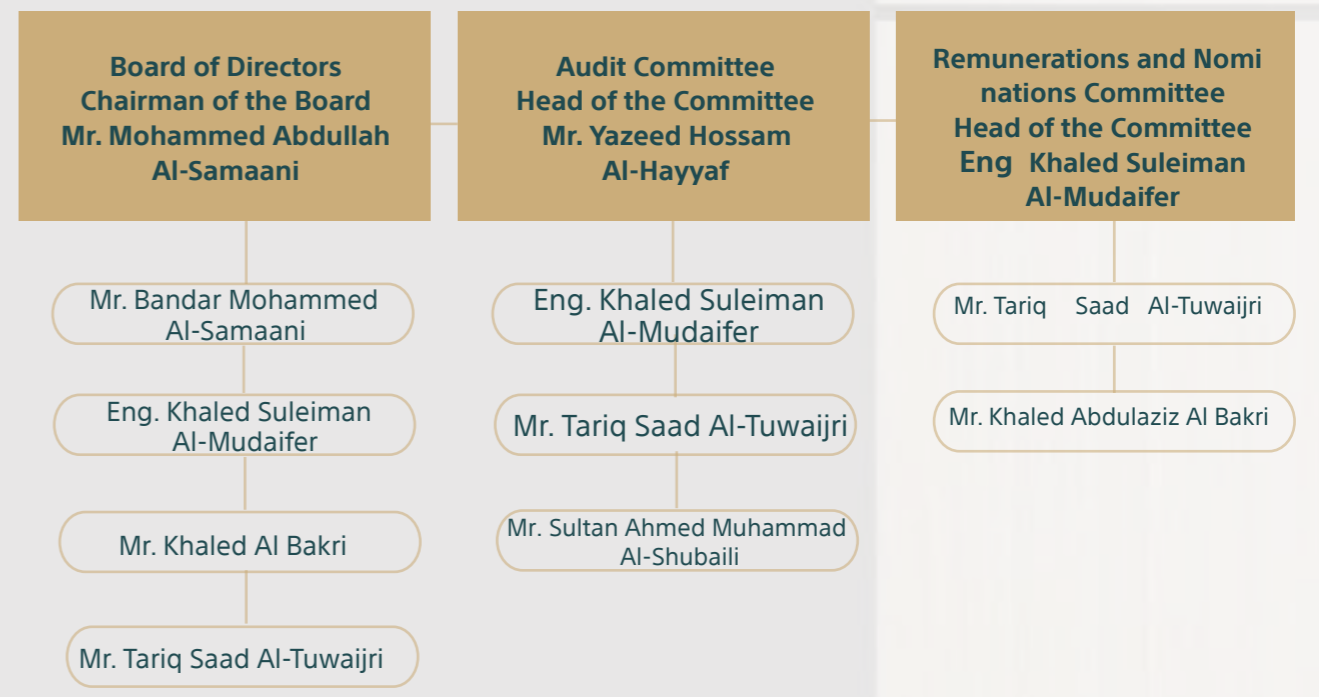 Board of Directors
Chairman of the Board
Mr. Mohammed Abdullah
Al-Samaani
Mr. Bandar Mohammed
Al-Samaani
Eng. Khaled Suleiman
Al-Mudaifer
Mr. Khaled Al Bakri
Mr. Tariq Saad Al-Tuwaijri
Audit Committee
Head of the Committee
Mr. Yazeed Hossam
Al-Hayyaf
Eng. Khaled Suleiman
Al-Mudaifer
Mr. Tariq Saad Al-Tuwaijri
Mr. Sultan Ahmed Muhammad
Al-Shubaili
Remunerations and Nomi
nations Committee
Head of the Committee
Eng Khaled Suleiman
Al-Mudaifer
Mr. Tariq Saad Al-Tuwaijri
Mr. Khaled Abdulaziz Al Bakri